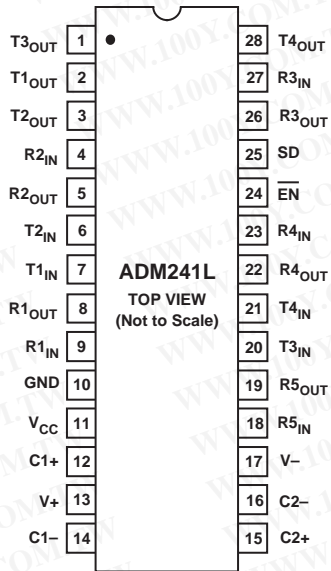 T3OUT 1 28 T4OUT
T1OUT 2 27 R3IN
T2OUT 3 26 R3OUT
R2IN 4 25 SD
R2OUT 5 24 EN
T2IN 6 23 R4IN
T1IN 7 22 R4OUT
R1OUT 8 21 T4IN
R1IN 9 20 T3IN
GND 10 19 R5OUT
VCC 11 18 R5IN
C1+ 12 17 V–
V+ 13 16 C2–
C1– 14 15 C2+
ADM241L
TOP VIEW
(Not to Scale)